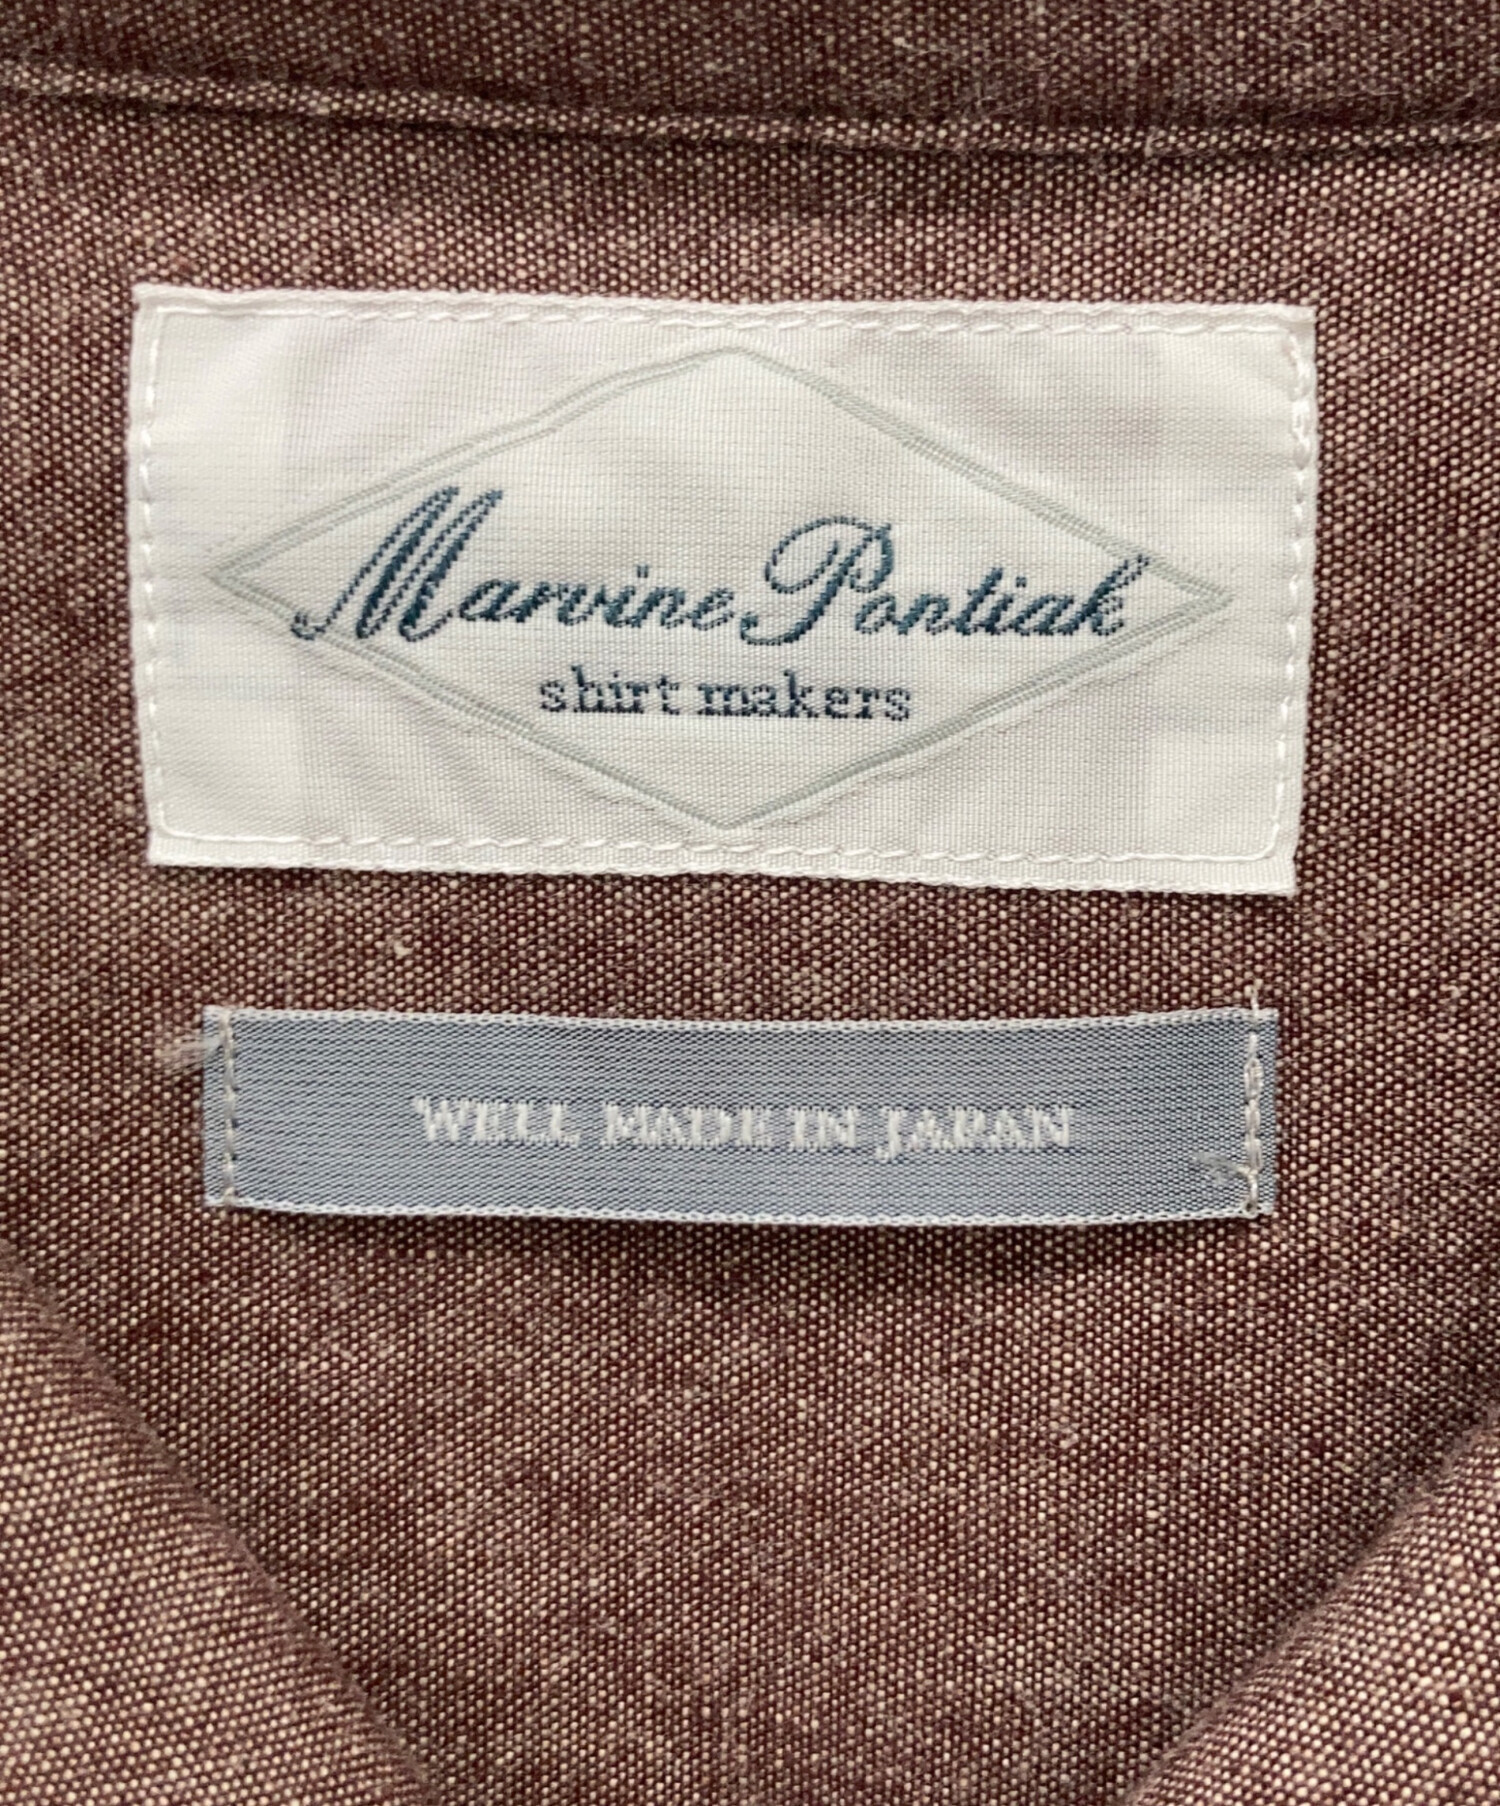 Marvine Pontiak
shirt makers
WELL MADE IN JAPAN